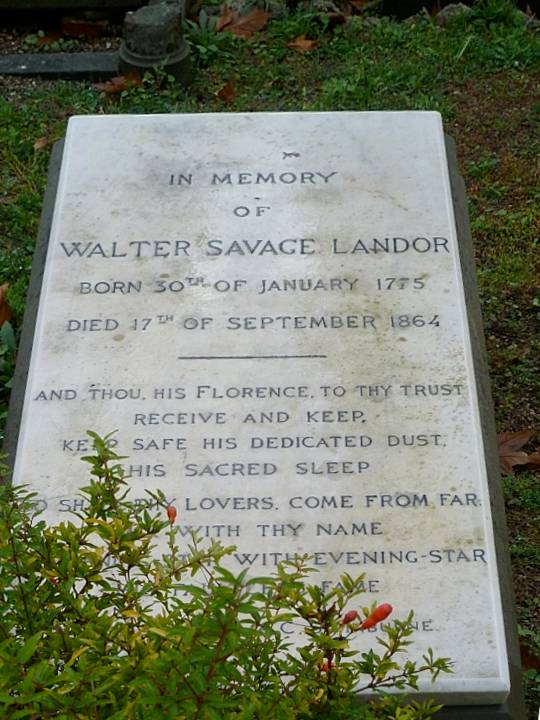 IN MEMORY
OF
WALTER SAVAGE LANDOR
BORN 30TH OF JANUARY 1775
DIED 17TH OF SEPTEMBER 1864
AND THOU, HIS FLORENCE, TO THY TRUST
RECEIVE AND KEEP,
KEEP SAFE HIS DEDICATED DUST,
HIS SACRED SLEEP
LOVERS, COME FROM FAR,
WITH THY NAME
WITH EVENING-STAR
FAME